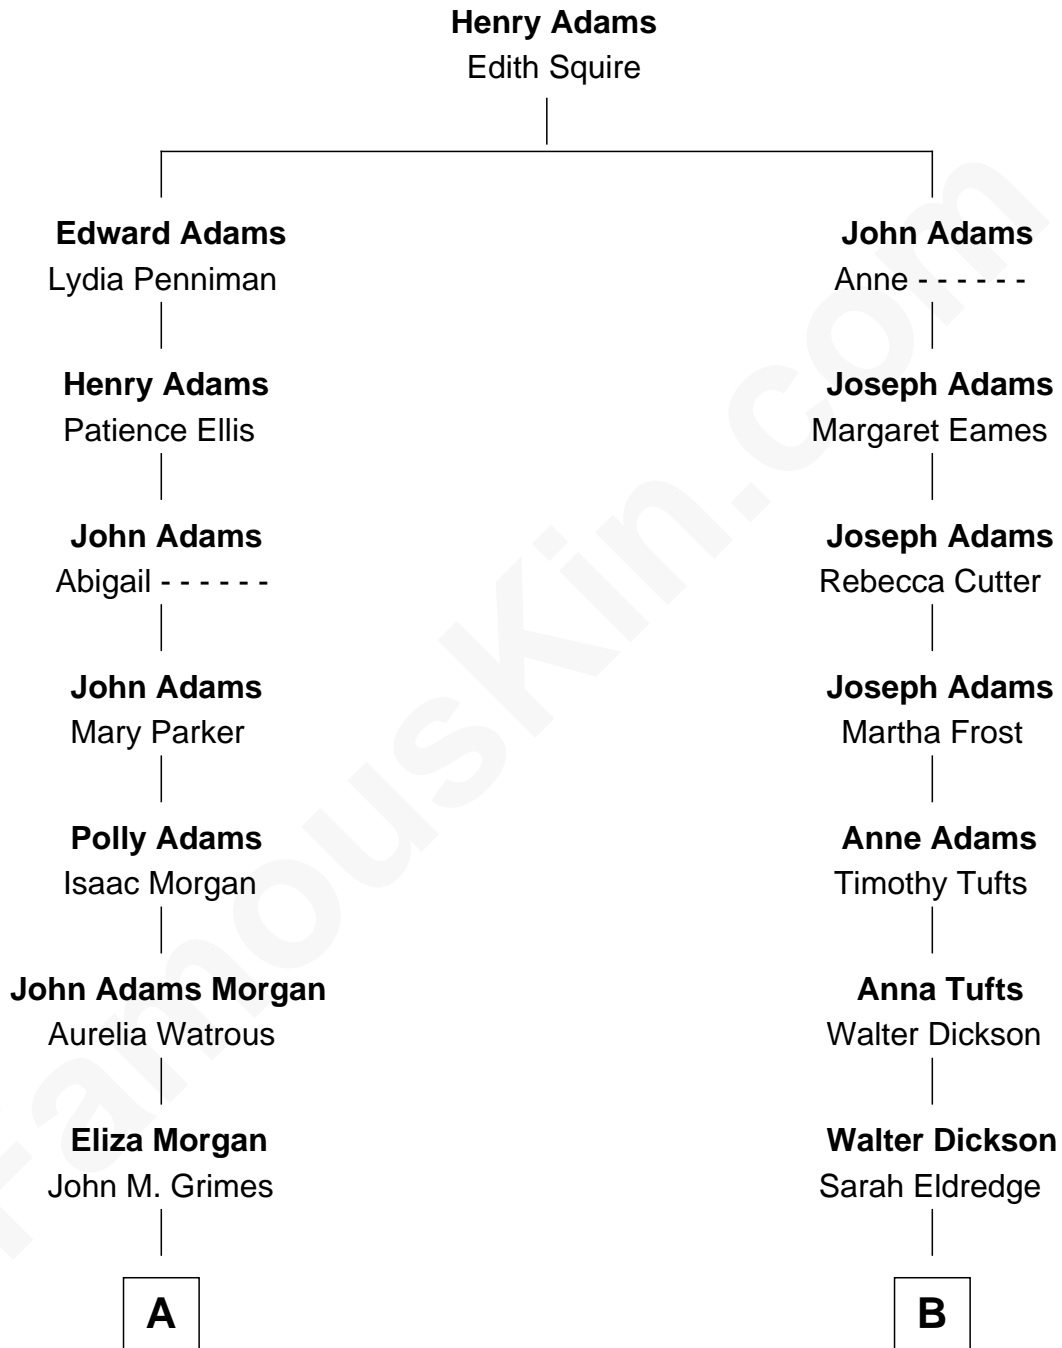 Henry Adams
Edith Squire
Edward Adams
Lydia Penniman
John Adams
Anne - - - - - -
Henry Adams
Patience Ellis
Joseph Adams
Margaret Eames
John Adams
Abigail - - - - - -
Joseph Adams
Rebecca Cutter
John Adams
Mary Parker
Joseph Adams
Martha Frost
Polly Adams
Isaac Morgan
Anne Adams
Timothy Tufts
John Adams Morgan
Aurelia Watrous
Anna Tufts
Walter Dickson
Eliza Morgan
John M. Grimes
Walter Dickson
Sarah Eldredge
A
B
FamousKin.com